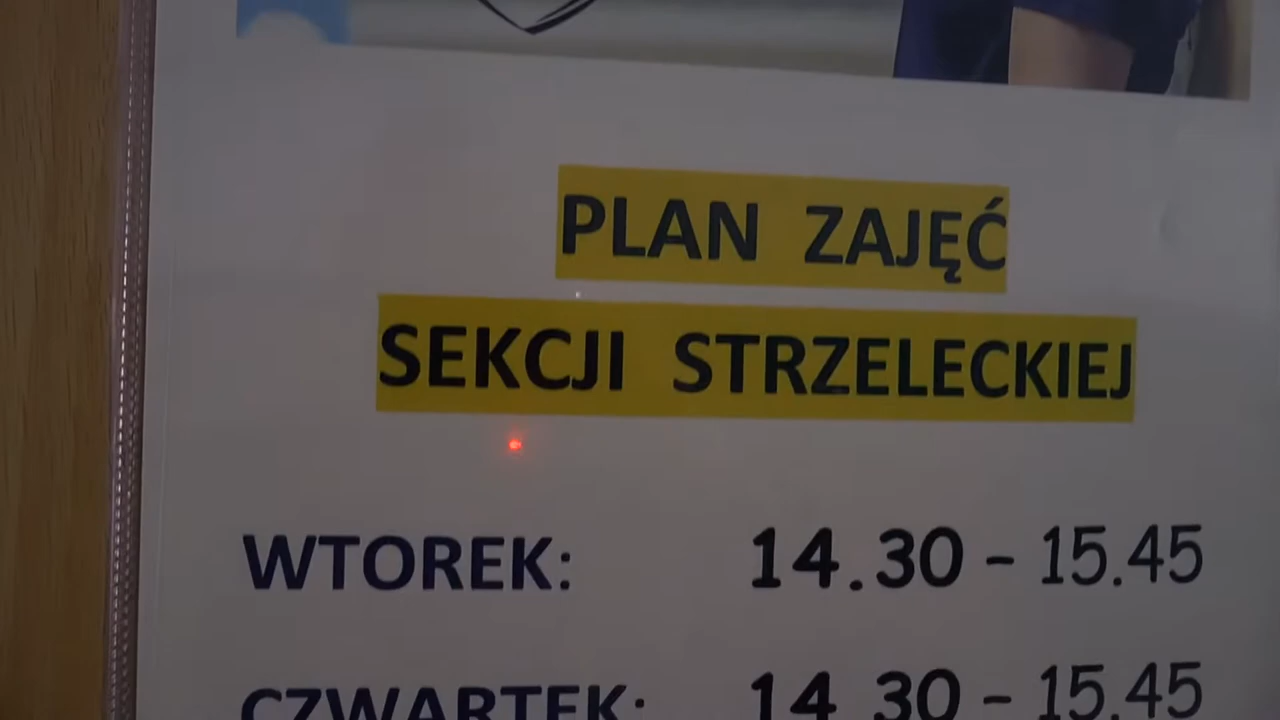 PLAN ZAJĘĆ
SEKCJI STRZELECKIEJ
WTOREK: 14.30 - 15.45
CZWARTEK: 14.30 - 15.45